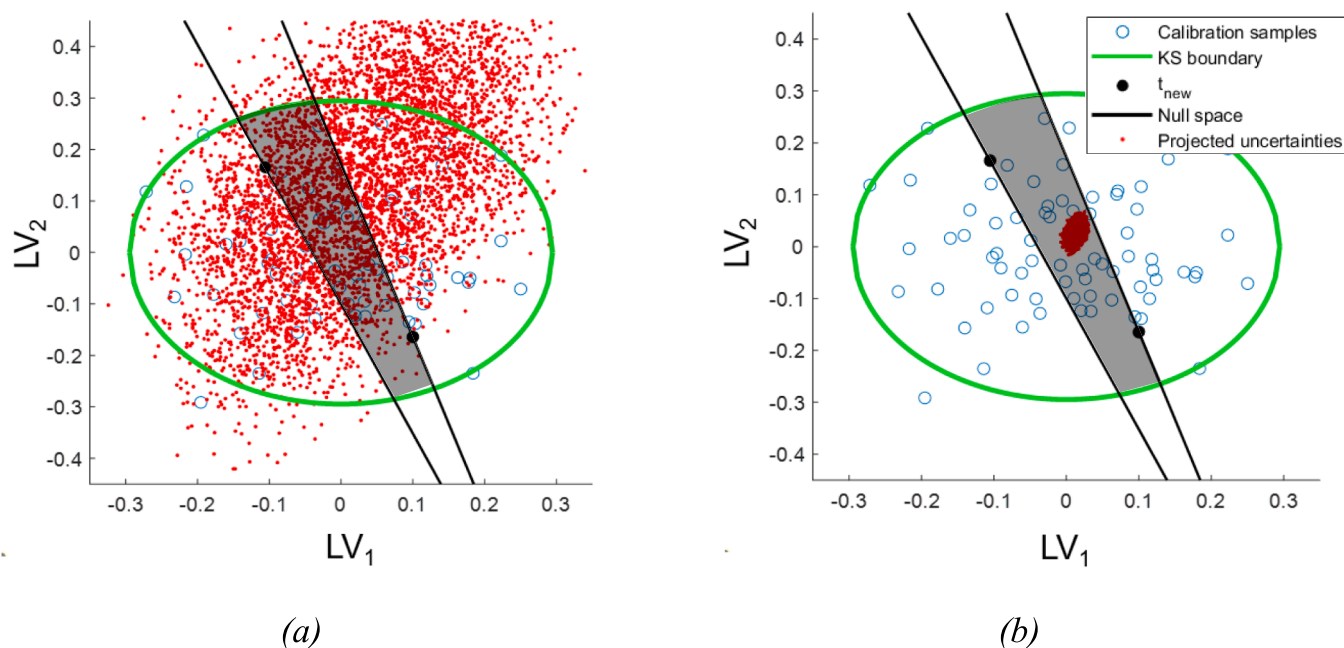 0.4
0.3
0.2
0.1
0
-0.1
-0.2
-0.3
-0.4
LV2
-0.3 -0.2 -0.1 0 0.1 0.2 0.3
LV1
(a)
0.4
0.3
0.2
0.1
0
-0.1
-0.2
-0.3
-0.4
LV2
-0.3 -0.2 -0.1 0 0.1 0.2 0.3
LV1
Calibration samples
KS boundary
tnew
Null space
Projected uncertainties
(b)